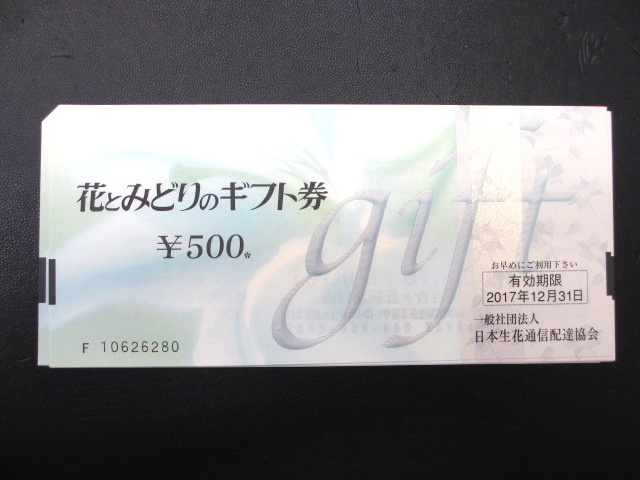 花とみどりのギフト券
¥500☆
gift
お早めにご利用下さい
有効期限
2017年12月31日
一般社団法人
日本生花通信配達協会
F 10626280